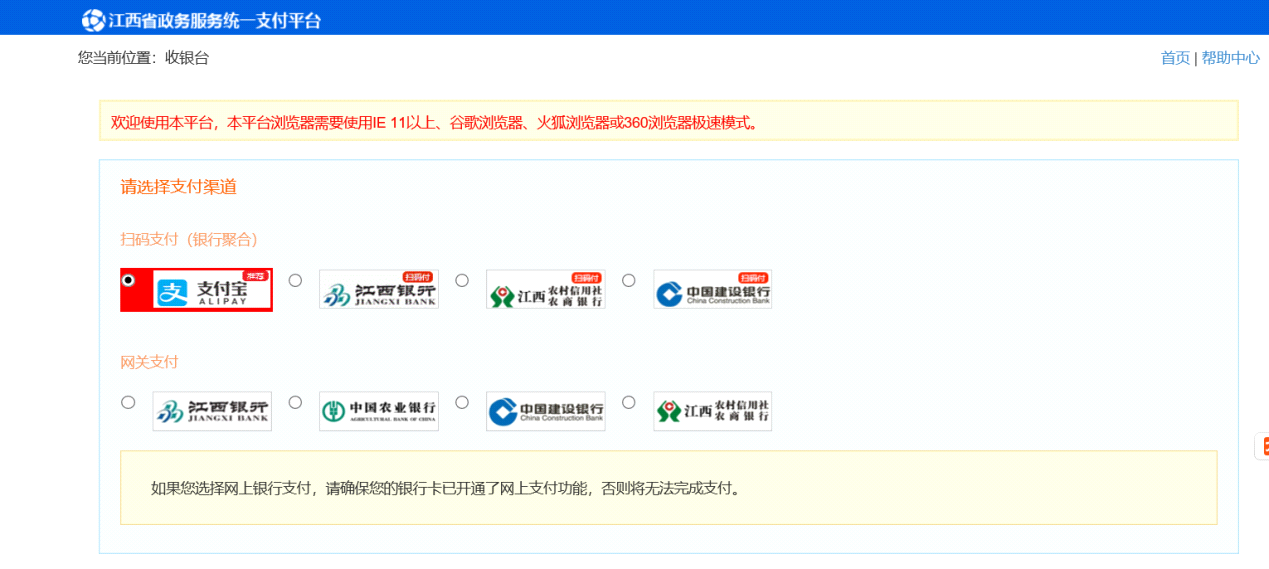 江西省政务服务统一支付平台
您当前位置：收银台
首页 | 帮助中心
欢迎使用本平台，本平台浏览器需要使用IE 11以上、谷歌浏览器、火狐浏览器或360浏览器极速模式。
请选择支付渠道
扫码支付（银行聚合）
推荐
支付宝
ALIPAY
扫码付
江西银行
JIANGXI BANK
扫码付
江西农村信用社
农商银行
扫码付
中国建设银行
China Construction Bank
网关支付
江西银行
JIANGXI BANK
中国农业银行
AGRICULTURAL BANK OF CHINA
中国建设银行
China Construction Bank
江西农村信用社
农商银行
如果您选择网上银行支付，请确保您的银行卡已开通了网上支付功能，否则将无法完成支付。